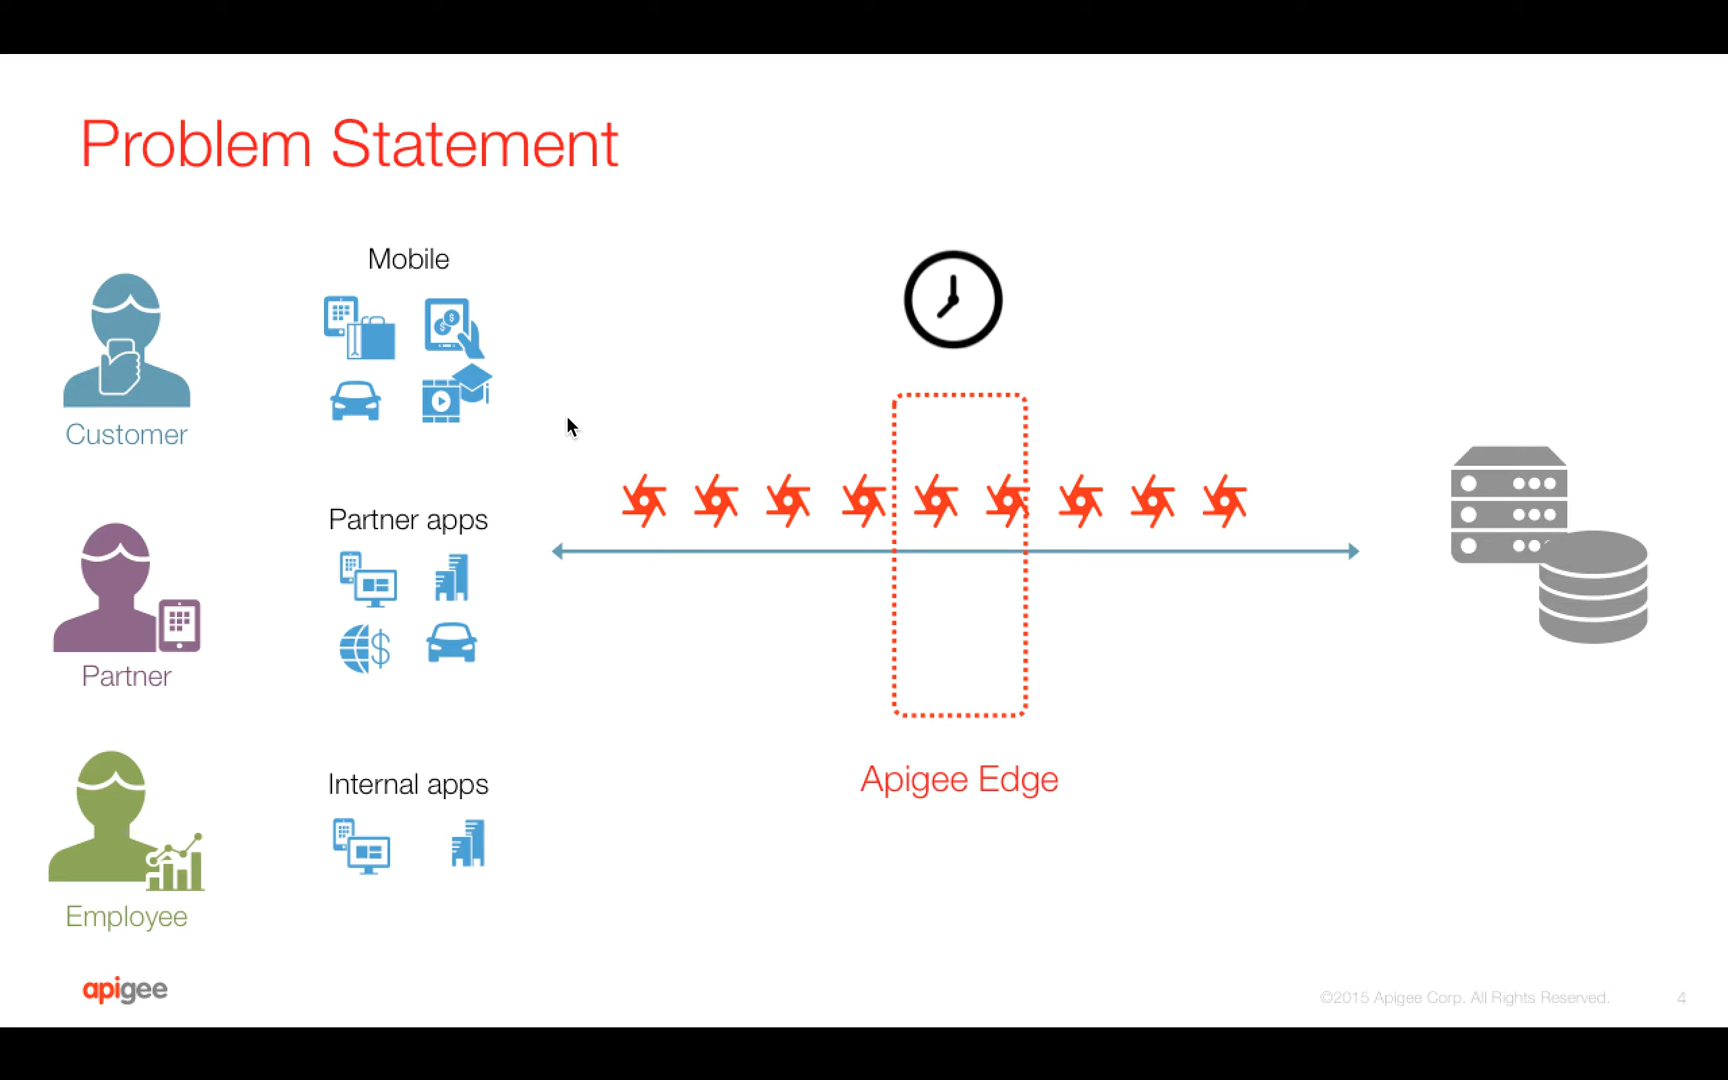 Problem Statement
Mobile
Customer
Partner apps
Partner
Apigee Edge
Internal apps
Employee
apigee
©2015 Apigee Corp. All Rights Reserved.
4